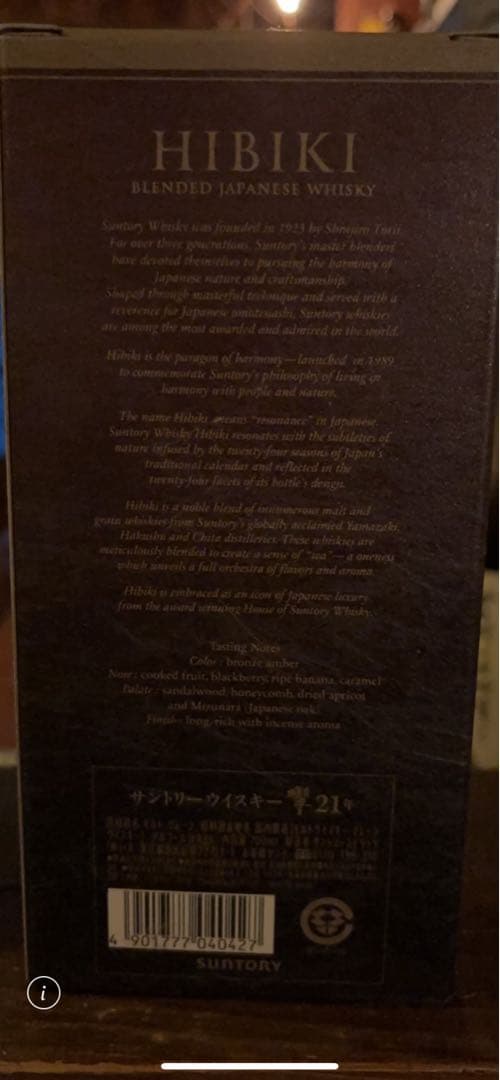 HIBIKI
BLENDED JAPANESE WHISKY
Suntory Whisky was founded in 1923 by Shinjiro Torii.
For over three generations, Suntory's master blenders
have devoted themselves to pursuing the harmony of
Japanese nature and craftsmanship.
Shaped through masterful technique and served with a
reverence for Japanese omotenashi, Suntory whiskies
are among the most awarded and admired in the world.
Hibiki is the paragon of harmony—launched in 1989
to commemorate Suntory's philosophy of living in
harmony with people and nature.
The name Hibiki means "resonance" in Japanese.
Suntory Whisky Hibiki resonates with the subtleties of
nature infused by the twenty-four seasons of Japan's
traditional calendar and reflected in the
twenty-four facets of its bottle's design.
Hibiki is a noble blend of innumerous malt and
grain whiskies from Suntory's globally acclaimed Yamazaki,
Hakushu and Chita distilleries. These whiskies are
meticulously blended to create a sense of "wa"—a oneness
which unveils a full orchestra of flavors and aroma.
Hibiki is embraced as an icon of Japanese luxury
from the award winning House of Suntory Whisky.
Tasting Notes
Color : bronze amber
Nose : cooked fruit, blackberry, ripe banana, caramel
Palate : sandalwood, honeycomb, dried apricot
and Mizunara (Japanese oak)
Finish : long, rich with incense aroma
サントリーウイスキー 響 21年
4 901777 040427
SUNTORY